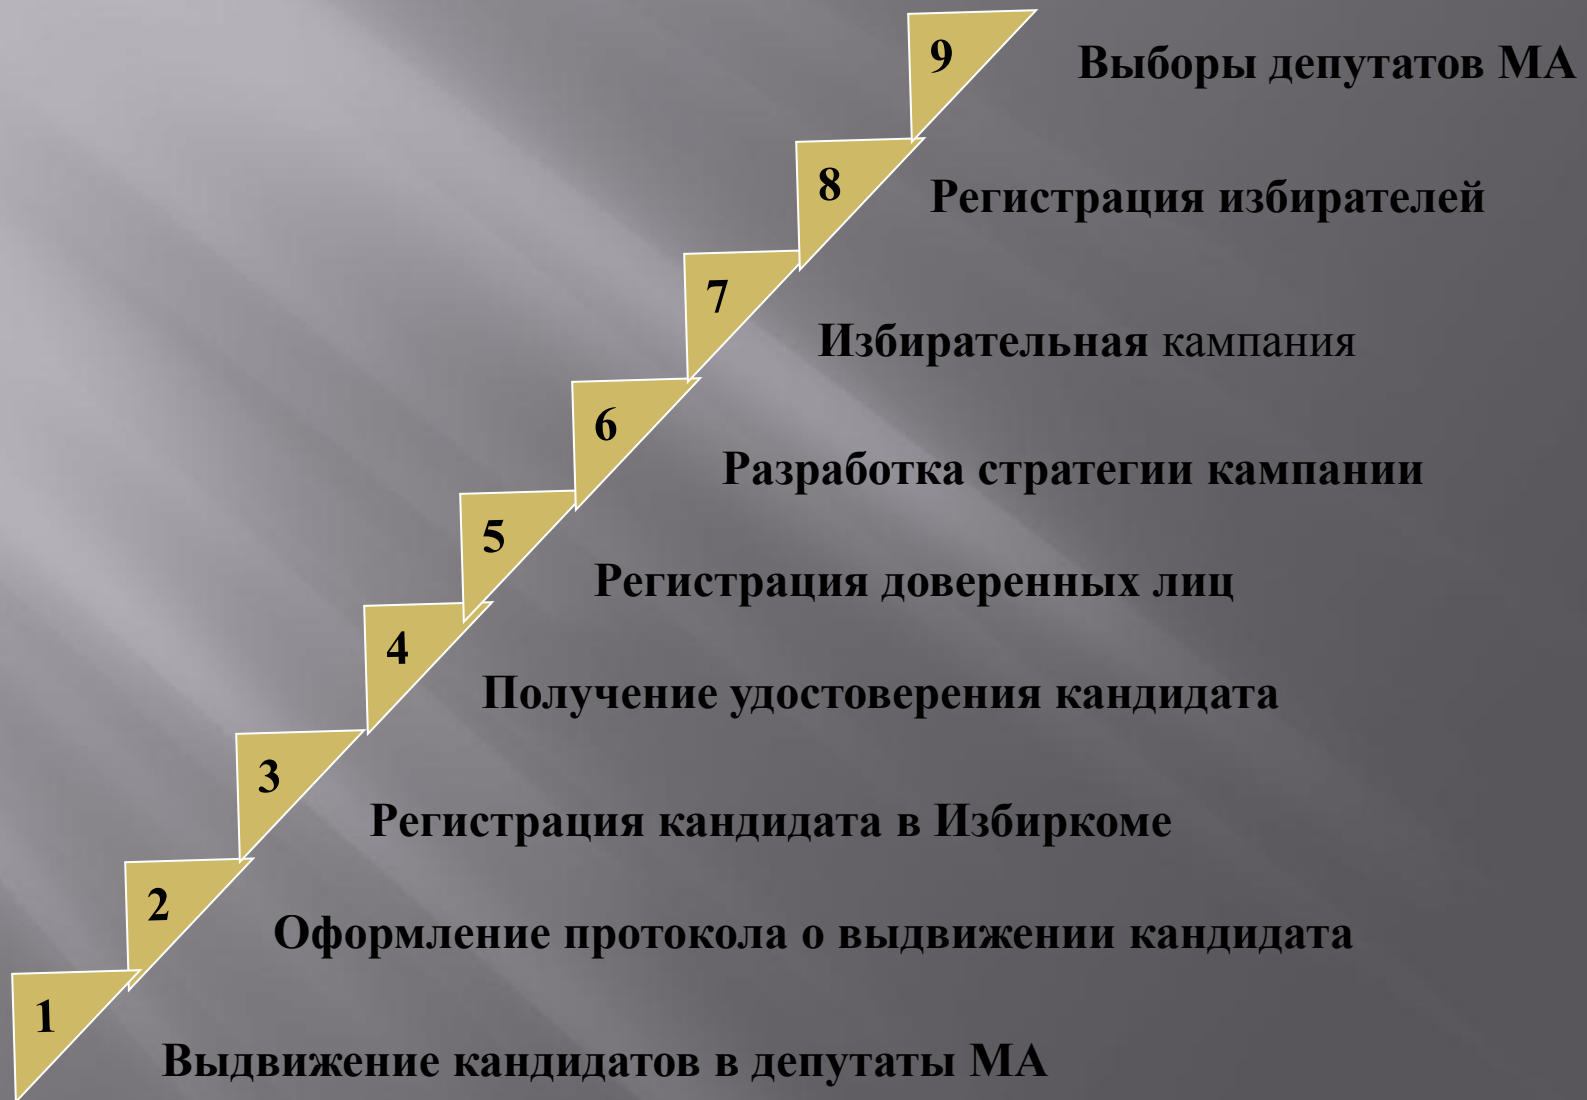 9 Выборы депутатов МА
8 Регистрация избирателей
7 Избирательная кампания
6 Разработка стратегии кампании
5 Регистрация доверенных лиц
4 Получение удостоверения кандидата
3 Регистрация кандидата в Избиркоме
2 Оформление протокола о выдвижении кандидата
1 Выдвижение кандидатов в депутаты МА